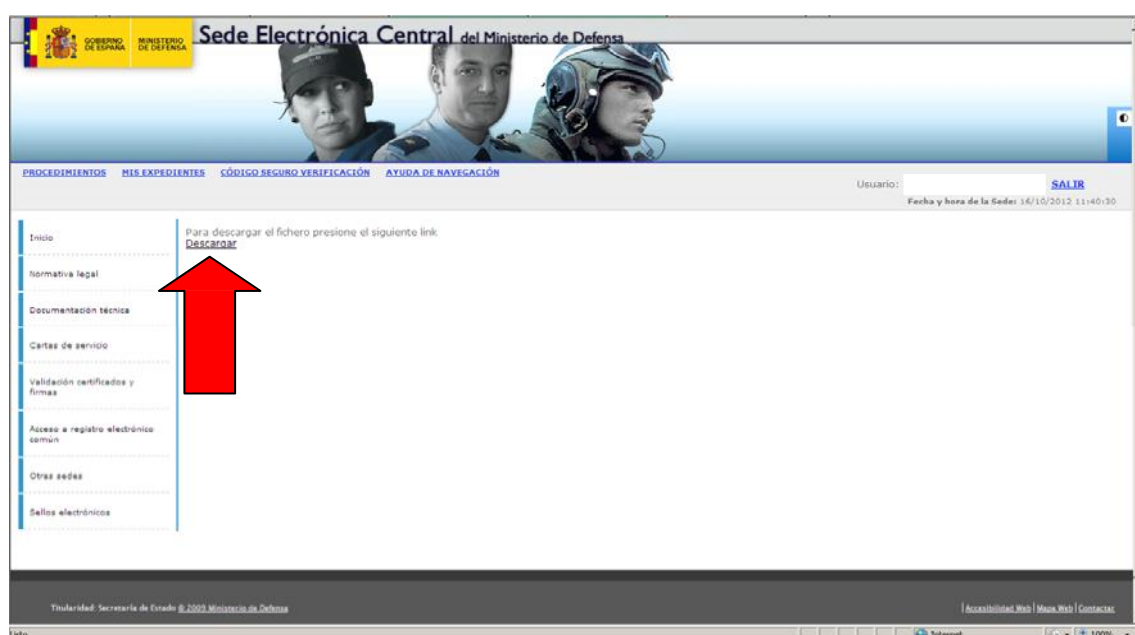 GOBIERNO
DE ESPAÑA
MINISTERIO
DE DEFENSA
Sede Electrónica Central del Ministerio de Defensa
PROCEDIMIENTOS MIS EXPEDIENTES CÓDIGO SEGURO VERIFICACIÓN AYUDA DE NAVEGACIÓN
Usuario: SALIR
Fecha y hora de la Sede: 16/10/2012 11:40:30
Inicio
Normativa legal
Documentación técnica
Cartas de servicio
Validación certificados y
firmas
Acceso a registro electrónico
común
Otras sedes
Sellos electrónicos
Para descargar el fichero presione el siguiente link
Descargar
Titularidad: Secretaría de Estado © 2009 Ministerio de Defensa
| Accesibilidad Web | Mapa Web | Contactar
Listo Internet 100%